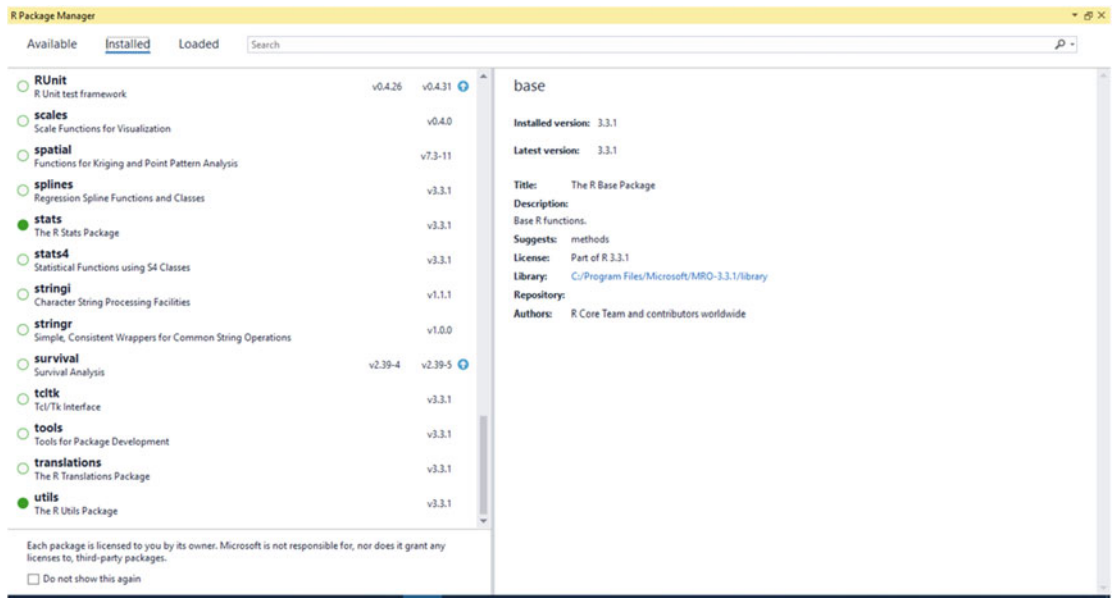 R Package Manager
Available Installed Loaded Search
RUnit v0.4.26 v0.4.31
R Unit test framework
scales v0.4.0
Scale Functions for Visualization
spatial v7.3-11
Functions for Kriging and Point Pattern Analysis
splines v3.3.1
Regression Spline Functions and Classes
stats v3.3.1
The R Stats Package
stats4 v3.3.1
Statistical Functions using S4 Classes
stringi v1.1.1
Character String Processing Facilities
stringr v1.0.0
Simple, Consistent Wrappers for Common String Operations
survival v2.39-4 v2.39-5
Survival Analysis
tcltk v3.3.1
Tcl/Tk Interface
tools v3.3.1
Tools for Package Development
translations v3.3.1
The R Translations Package
utils v3.3.1
The R Utils Package
Each package is licensed to you by its owner. Microsoft is not responsible for, nor does it grant any
licenses to, third-party packages.
Do not show this again
base
Installed version: 3.3.1
Latest version: 3.3.1
Title: The R Base Package
Description:
Base R functions.
Suggests: methods
License: Part of R 3.3.1
Library: C:/Program Files/Microsoft/MRO-3.3.1/library
Repository:
Authors: R Core Team and contributors worldwide